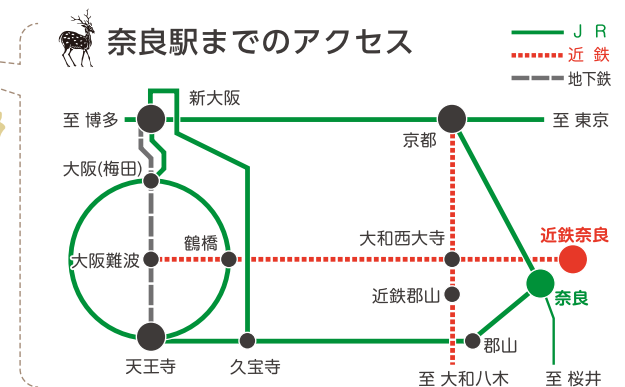 奈良駅までのアクセス
JR
近鉄
地下鉄
新大阪
至 博多
至 東京
京都
大阪(梅田)
鶴橋
大和西大寺
近鉄奈良
大阪難波
近鉄郡山
奈良
郡山
天王寺
久宝寺
至 大和八木
至 桜井